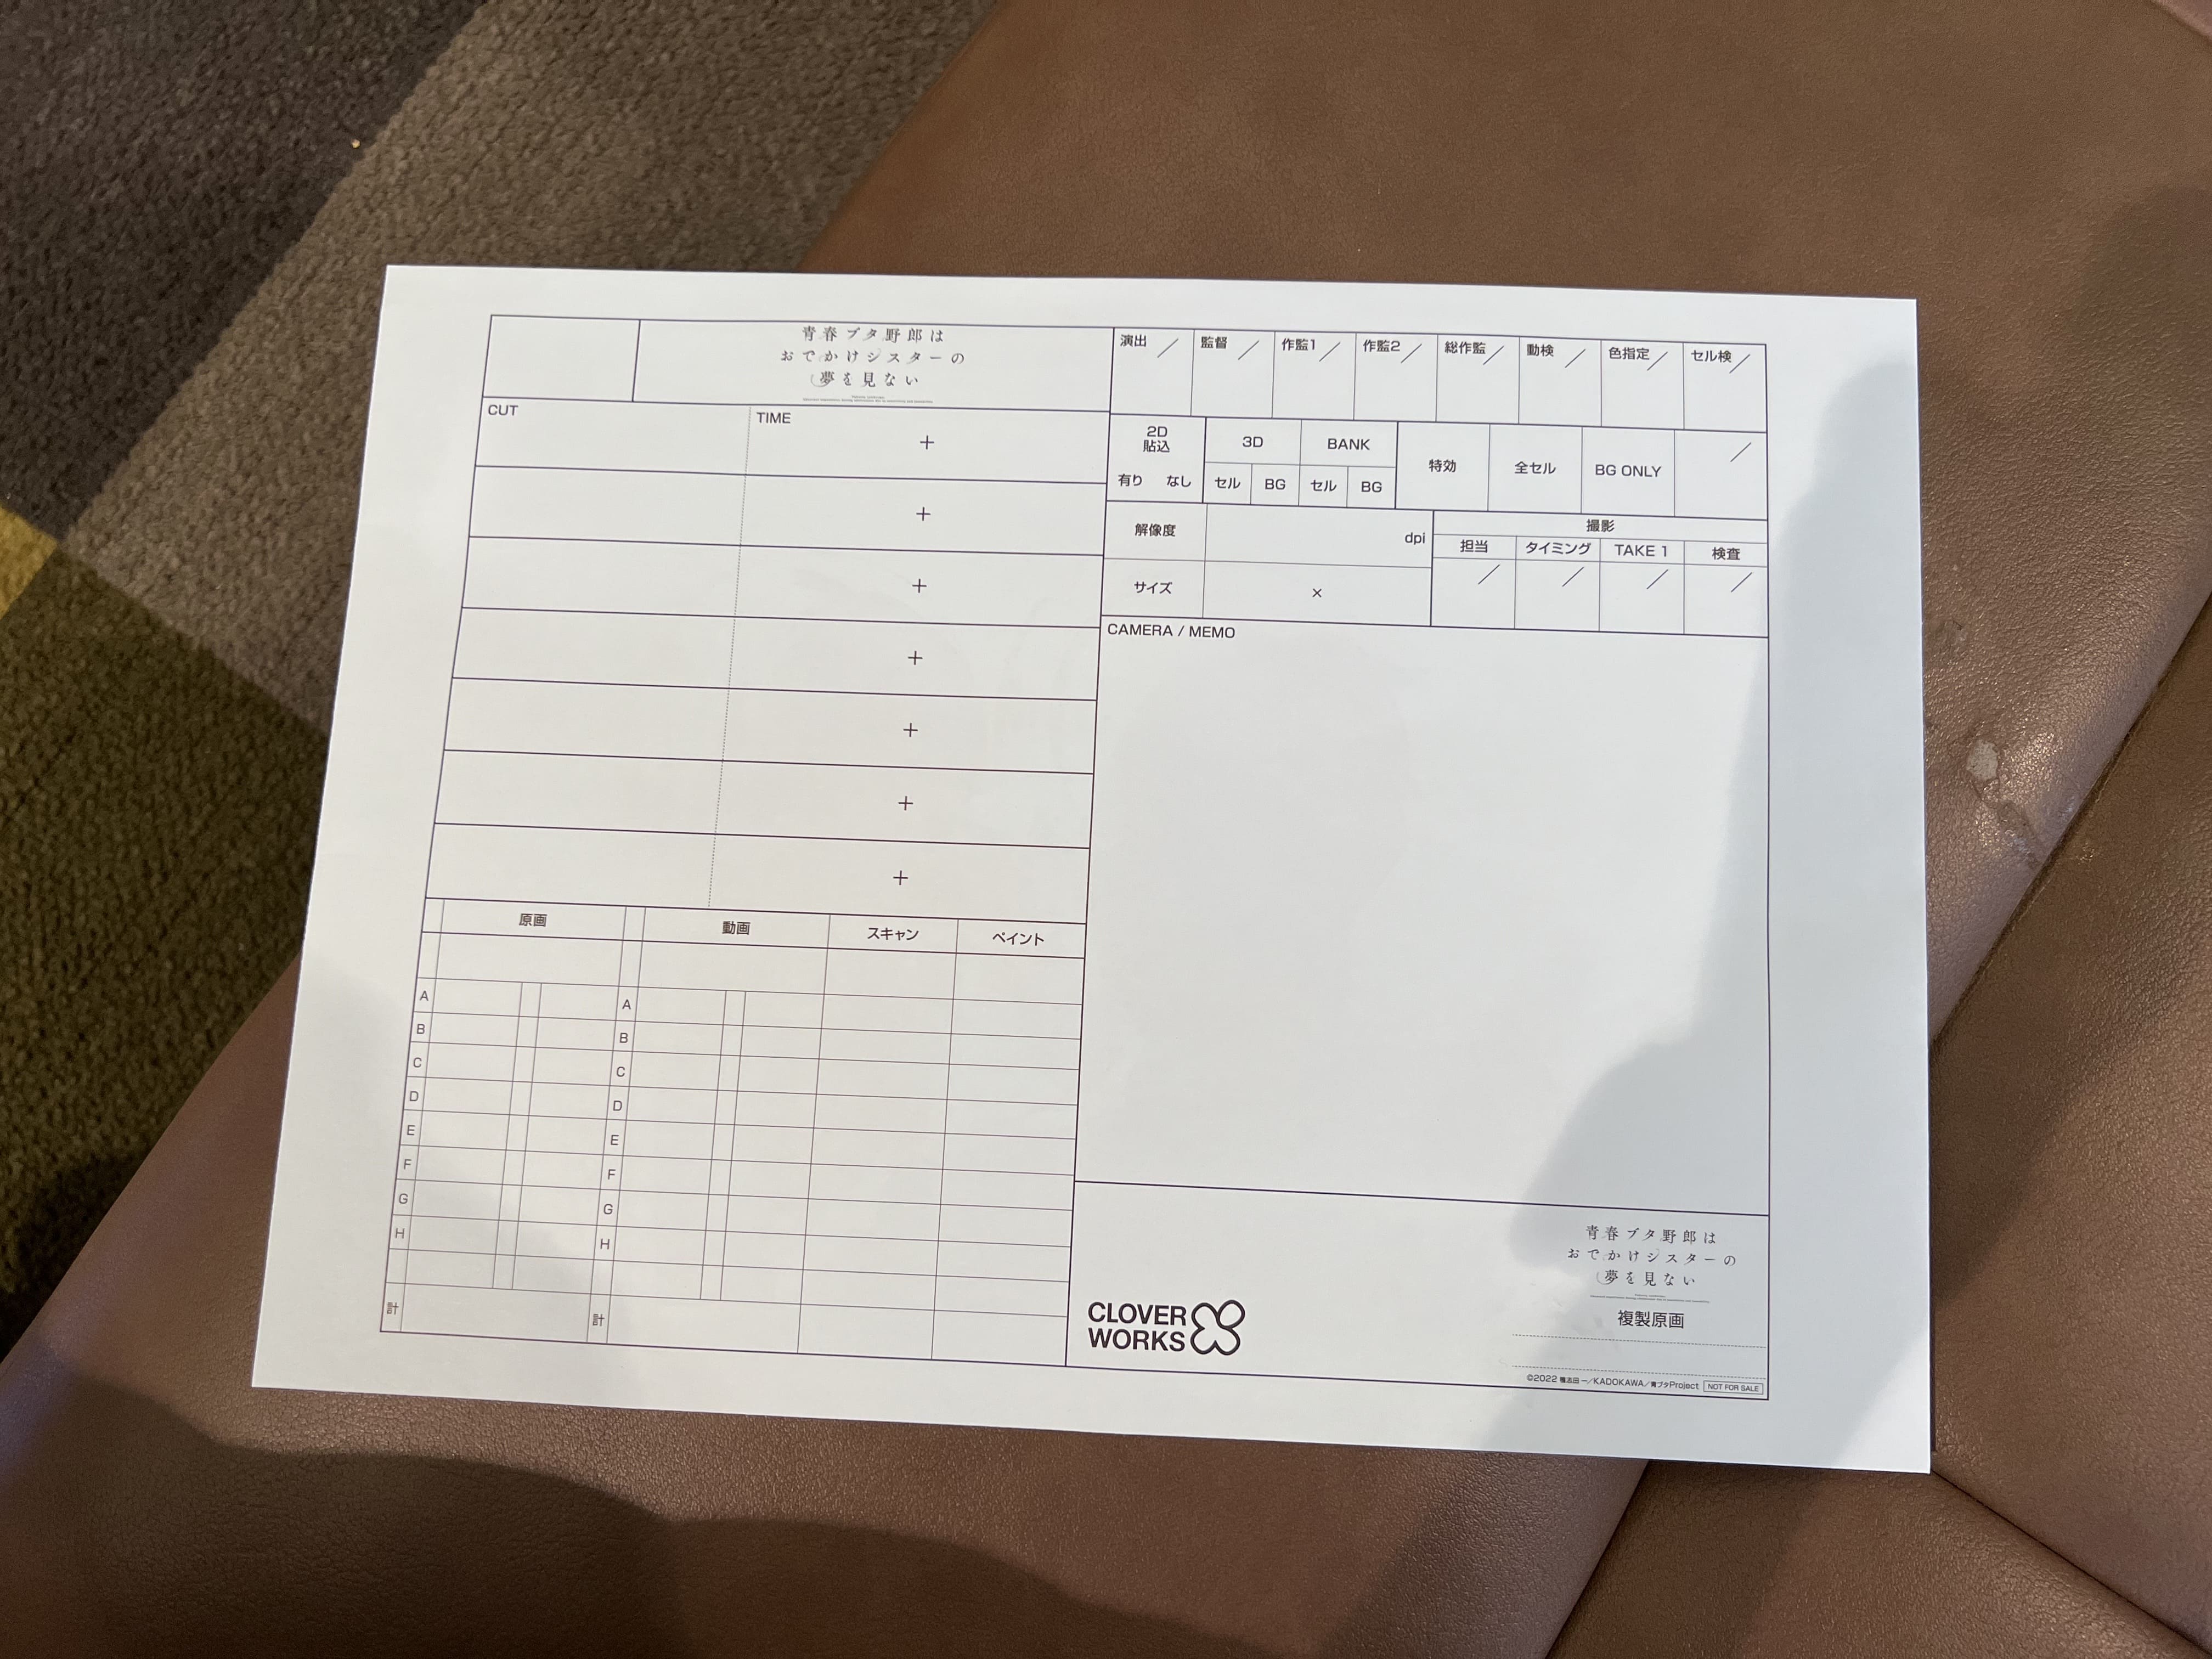 青春ブタ野郎は
おでかけシスターの
夢を見ない
演出 監督 作監1 作監2 総作監 動検 色指定 セル検
CUT TIME
+
+
+
+
+
+
+
2D
貼込
有り なし
3D BANK
セル BG セル BG
特効 全セル BG ONLY
解像度 dpi
サイズ ×
撮影
担当 タイミング TAKE 1 検査
CAMERA / MEMO
原画 動画 スキャン ペイント
A A
B B
C C
D D
E E
F F
G G
H H
計 計
CLOVER
WORKS
青春ブタ野郎は
おでかけシスターの
夢を見ない
複製原画
©2022 鴨志田 一/KADOKAWA/青ブタProject NOT FOR SALE